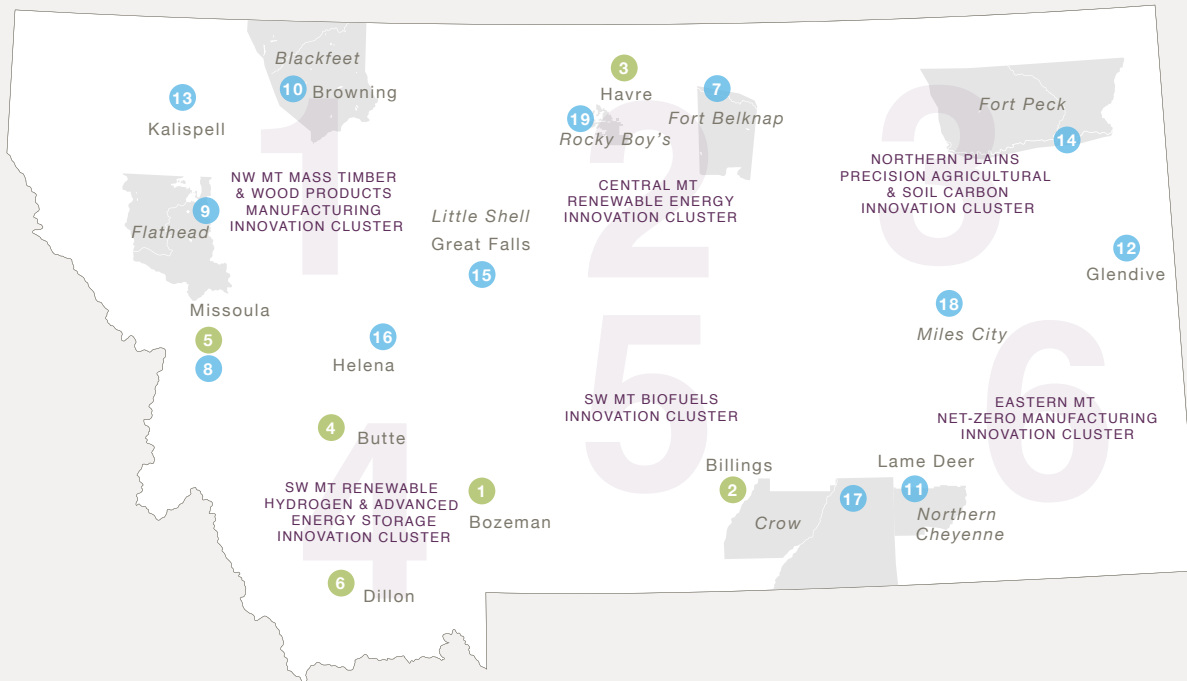 Blackfeet
10 Browning
13
Kalispell
1
NW MT MASS TIMBER
& WOOD PRODUCTS
MANUFACTURING
INNOVATION CLUSTER
9
Flathead
Missoula
5
8
3
Havre
19
Rocky Boy's
7
Fort Belknap
2
CENTRAL MT
RENEWABLE ENERGY
INNOVATION CLUSTER
Little Shell
Great Falls
15
16
Helena
3
Fort Peck
14
NORTHERN PLAINS
PRECISION AGRICULTURAL
& SOIL CARBON
INNOVATION CLUSTER
12
Glendive
18
Miles City
4 Butte
4
SW MT RENEWABLE
HYDROGEN & ADVANCED
ENERGY STORAGE
INNOVATION CLUSTER
1
Bozeman
6 Dillon
5
SW MT BIOFUELS
INNOVATION CLUSTER
Billings
2
Crow
17
6
EASTERN MT
NET-ZERO MANUFACTURING
INNOVATION CLUSTER
Lame Deer
11
Northern
Cheyenne